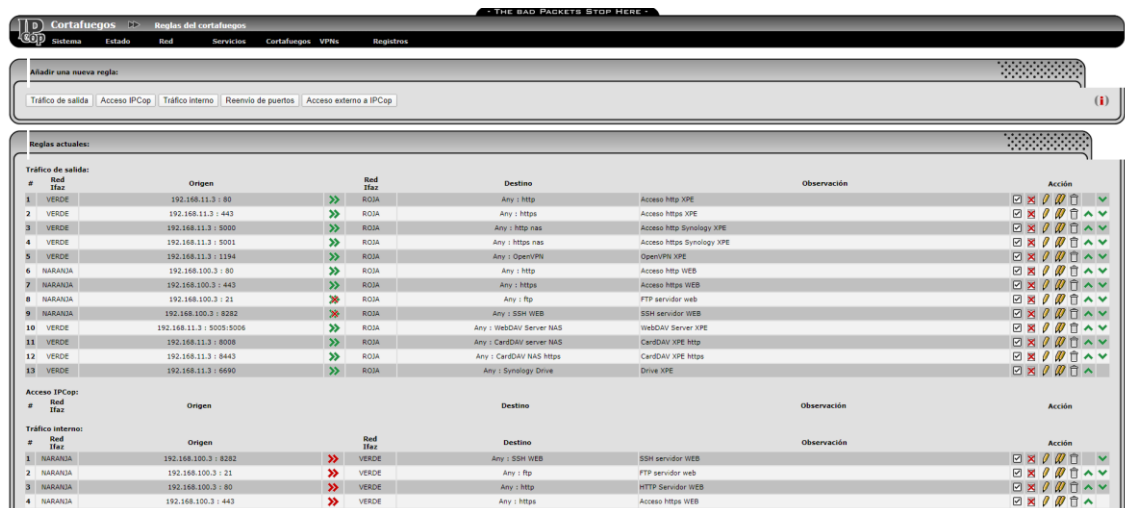 - THE BAD PACKETS STOP HERE -
IP COP
Cortafuegos Reglas del cortafuegos
Sistema Estado Red Servicios Cortafuegos VPNs Registros
Añadir una nueva regla:
Tráfico de salida Acceso IPCop Tráfico interno Reenvio de puertos Acceso externo a IPCop
Reglas actuales:
Tráfico de salida:
# Red Ifaz Origen Red Ifaz Destino Observación Acción
1 VERDE 192.168.11.3 : 80 ROJA Any : http Acceso http XPE
2 VERDE 192.168.11.3 : 443 ROJA Any : https Acceso https XPE
3 VERDE 192.168.11.3 : 5000 ROJA Any : http nas Acceso http Synology XPE
4 VERDE 192.168.11.3 : 5001 ROJA Any : https nas Acceso https Synology XPE
5 VERDE 192.168.11.3 : 1194 ROJA Any : OpenVPN OpenVPN XPE
6 NARANJA 192.168.100.3 : 80 ROJA Any : http Acceso http WEB
7 NARANJA 192.168.100.3 : 443 ROJA Any : https Acceso https WEB
8 NARANJA 192.168.100.3 : 21 ROJA Any : ftp FTP servidor web
9 NARANJA 192.168.100.3 : 8282 ROJA Any : SSH WEB SSH servidor WEB
10 VERDE 192.168.11.3 : 5005:5006 ROJA Any : WebDAV Server NAS WebDAV Server XPE
11 VERDE 192.168.11.3 : 8008 ROJA Any : CardDAV server NAS CardDAV XPE http
12 VERDE 192.168.11.3 : 8443 ROJA Any : CardDAV NAS https CardDAV XPE https
13 VERDE 192.168.11.3 : 6690 ROJA Any : Synology Drive Drive XPE
Acceso IPCop:
# Red Ifaz Origen Destino Observación Acción
Tráfico interno:
# Red Ifaz Origen Red Ifaz Destino Observación Acción
1 NARANJA 192.168.100.3 : 8282 VERDE Any : SSH WEB SSH servidor WEB
2 NARANJA 192.168.100.3 : 21 VERDE Any : ftp FTP servidor web
3 NARANJA 192.168.100.3 : 80 VERDE Any : http HTTP Servidor WEB
4 NARANJA 192.168.100.3 : 443 VERDE Any : https Acceso https WEB